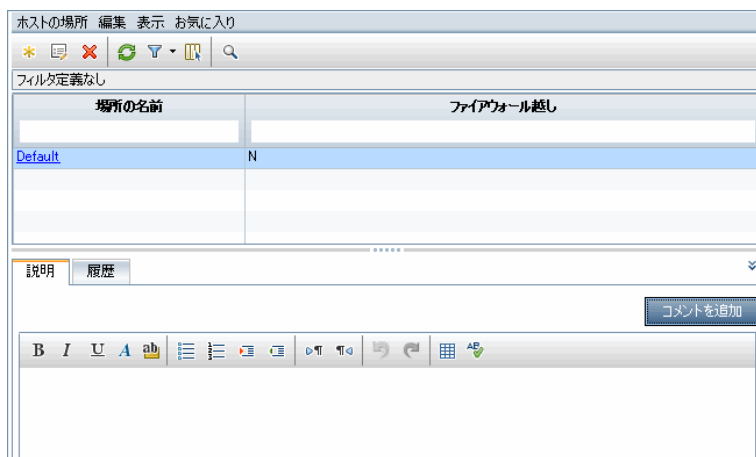 ホストの場所 編集 表示 お気に入り
フィルタ定義なし
場所の名前 ファイアウォール越し
Default N
説明 履歴
コメントを追加
B I U A ab